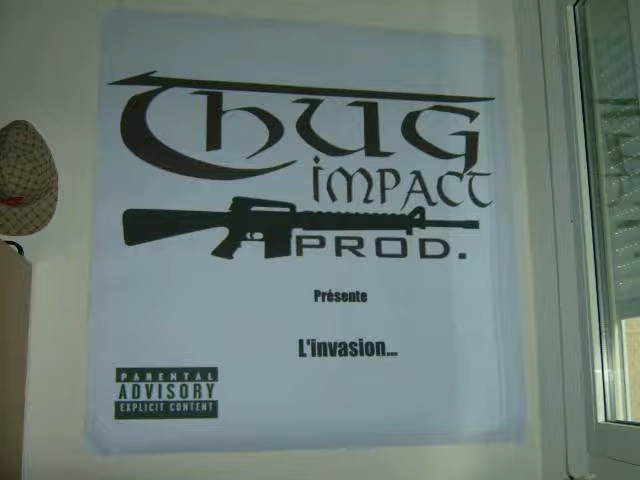 Thug
impact
PROD.
Présente
L'invasion...
PARENTAL
ADVISORY
EXPLICIT CONTENT